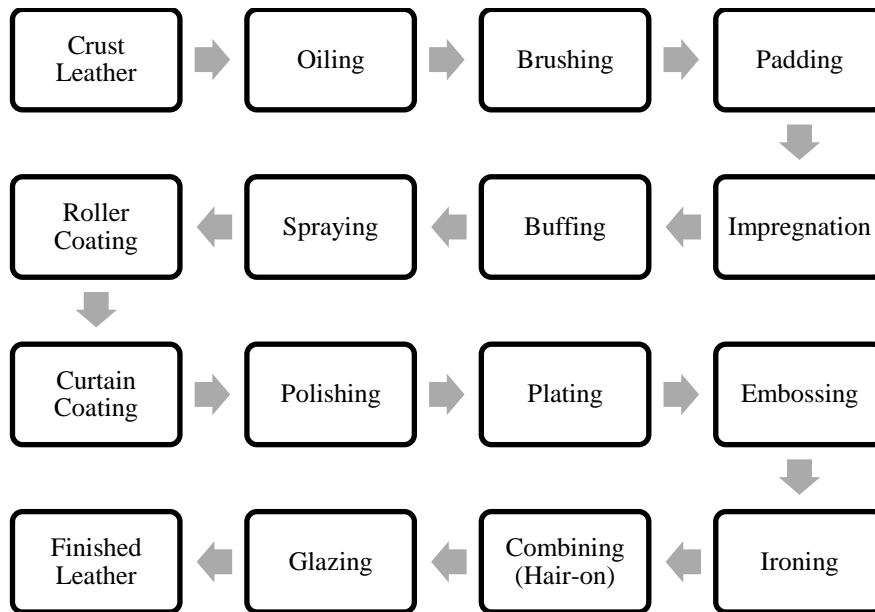 Crust
Leather
Oiling
Brushing
Padding
Impregnation
Buffing
Spraying
Roller
Coating
Curtain
Coating
Polishing
Plating
Embossing
Ironing
Combining
(Hair-on)
Glazing
Finished
Leather